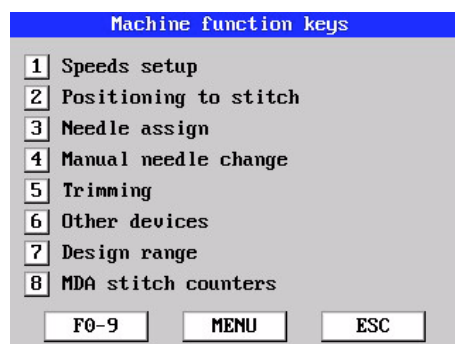 Machine function keys
1 Speeds setup
2 Positioning to stitch
3 Needle assign
4 Manual needle change
5 Trimming
6 Other devices
7 Design range
8 MDA stitch counters
F0-9 MENU ESC